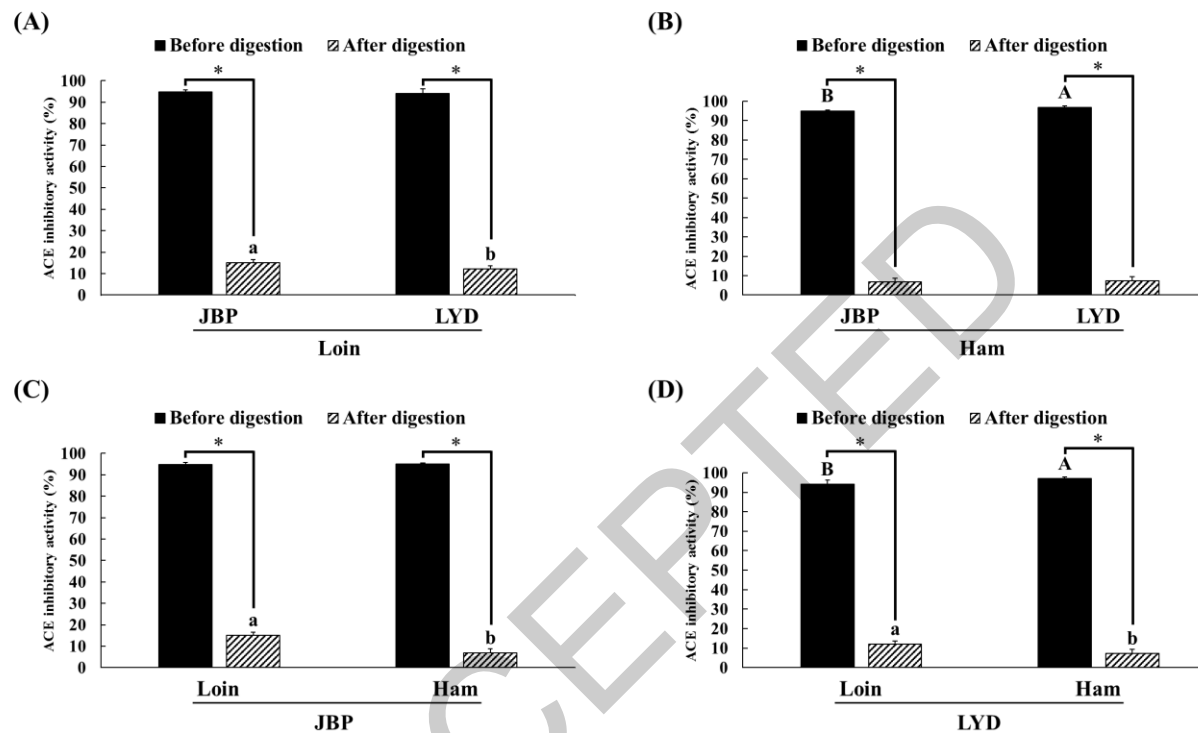 (A)
Before digestion After digestion
* *
ACE inhibitory activity (%)
100
90
80
70
60
50
40
30
20
10
0
a b
JBP LYD
Loin
(B)
Before digestion After digestion
* *
B A
ACE inhibitory activity (%)
100
90
80
70
60
50
40
30
20
10
0
JBP LYD
Ham
(C)
Before digestion After digestion
* *
ACE inhibitory activity (%)
100
90
80
70
60
50
40
30
20
10
0
a b
Loin Ham
JBP
(D)
Before digestion After digestion
* *
B A
ACE inhibitory activity (%)
100
90
80
70
60
50
40
30
20
10
0
a b
Loin Ham
LYD
CEPTED